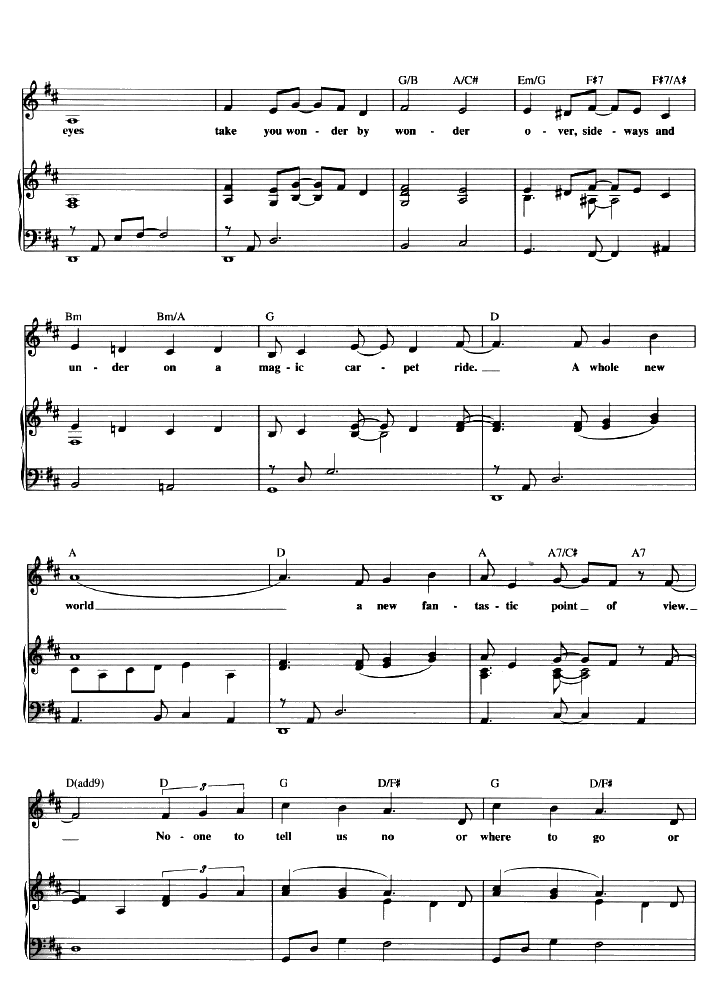 G/B A/C# Em/G F#7 F#7/A#
eyes take you won - der by won - der o - ver, side - ways and
Bm Bm/A G D
un - der on a mag - ic car - pet ride. A whole new
A D A A7/C# A7
world a new fan - tas - tic point of view.
D(add9) D 3 G D/F# G D/F#
No - one to tell us no or where to go or
3